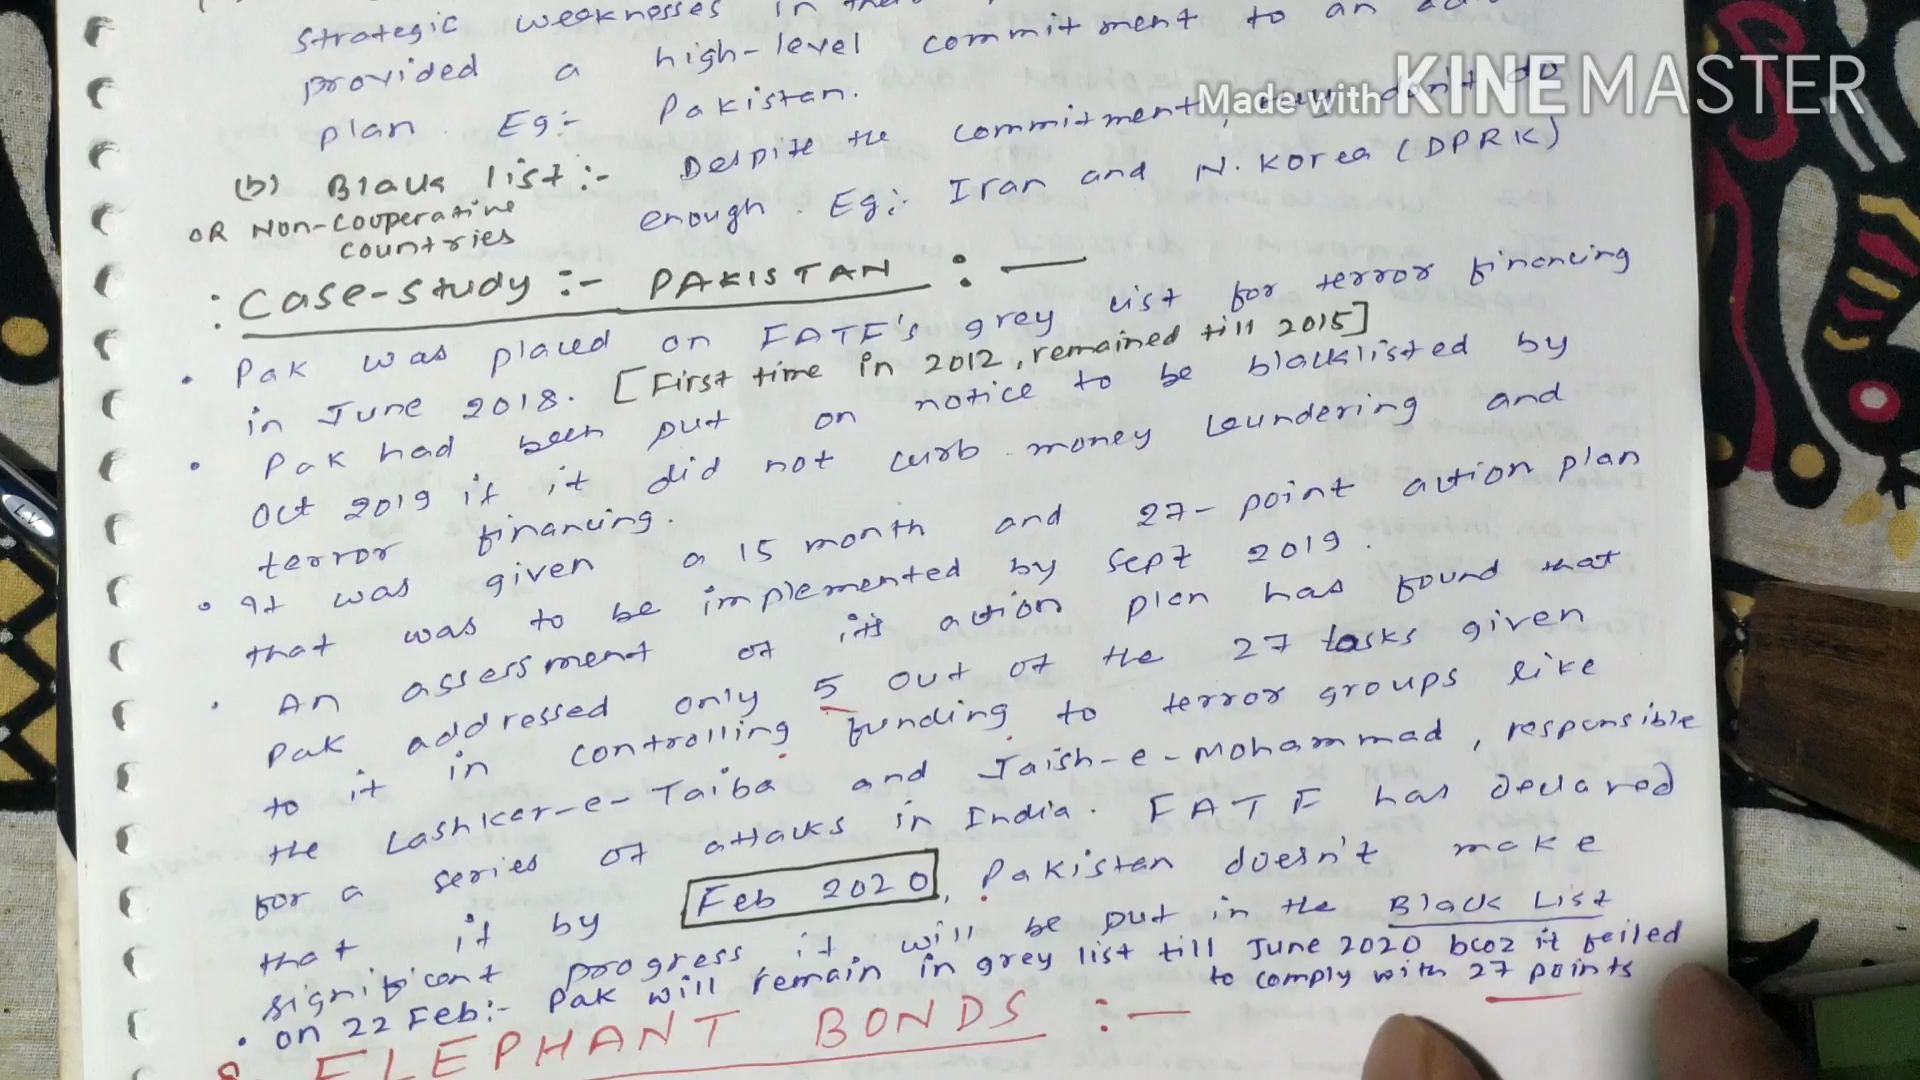 strategic weaknesses in
provided a high-level commitment to an
plan. Eg:- Pakistan.
Made with KINEMASTER
(b) Black list :- Despite the commitment, don't do
OR Non-Cooperative countries
enough. Eg:- Iran and N. Korea (DPRK)
: Case-study :- PAKISTAN : —
• Pak was placed on FATF's grey list for terror financing
in June 2018. [First time in 2012, remained till 2015]
• Pak had been put on notice to be blacklisted by
Oct 2019 if it did not curb money laundering and
terror financing.
• It was given a 15 month and 27-point action plan
that was to be implemented by Sept 2019.
• An assessment of its action plan has found that
Pak addressed only 5 out of the 27 tasks given
to it in controlling funding to terror groups like
the Lashker-e-Taiba and Jaish-e-Mohammad, responsible
for a series of attacks in India. FATF has declared
that if by Feb 2020, Pakistan doesn't make
significant progress it will be put in the Black List
• on 22 Feb:- Pak will remain in grey list till June 2020 bcoz it failed
to comply with 27 points
8. ELEPHANT BONDS :—